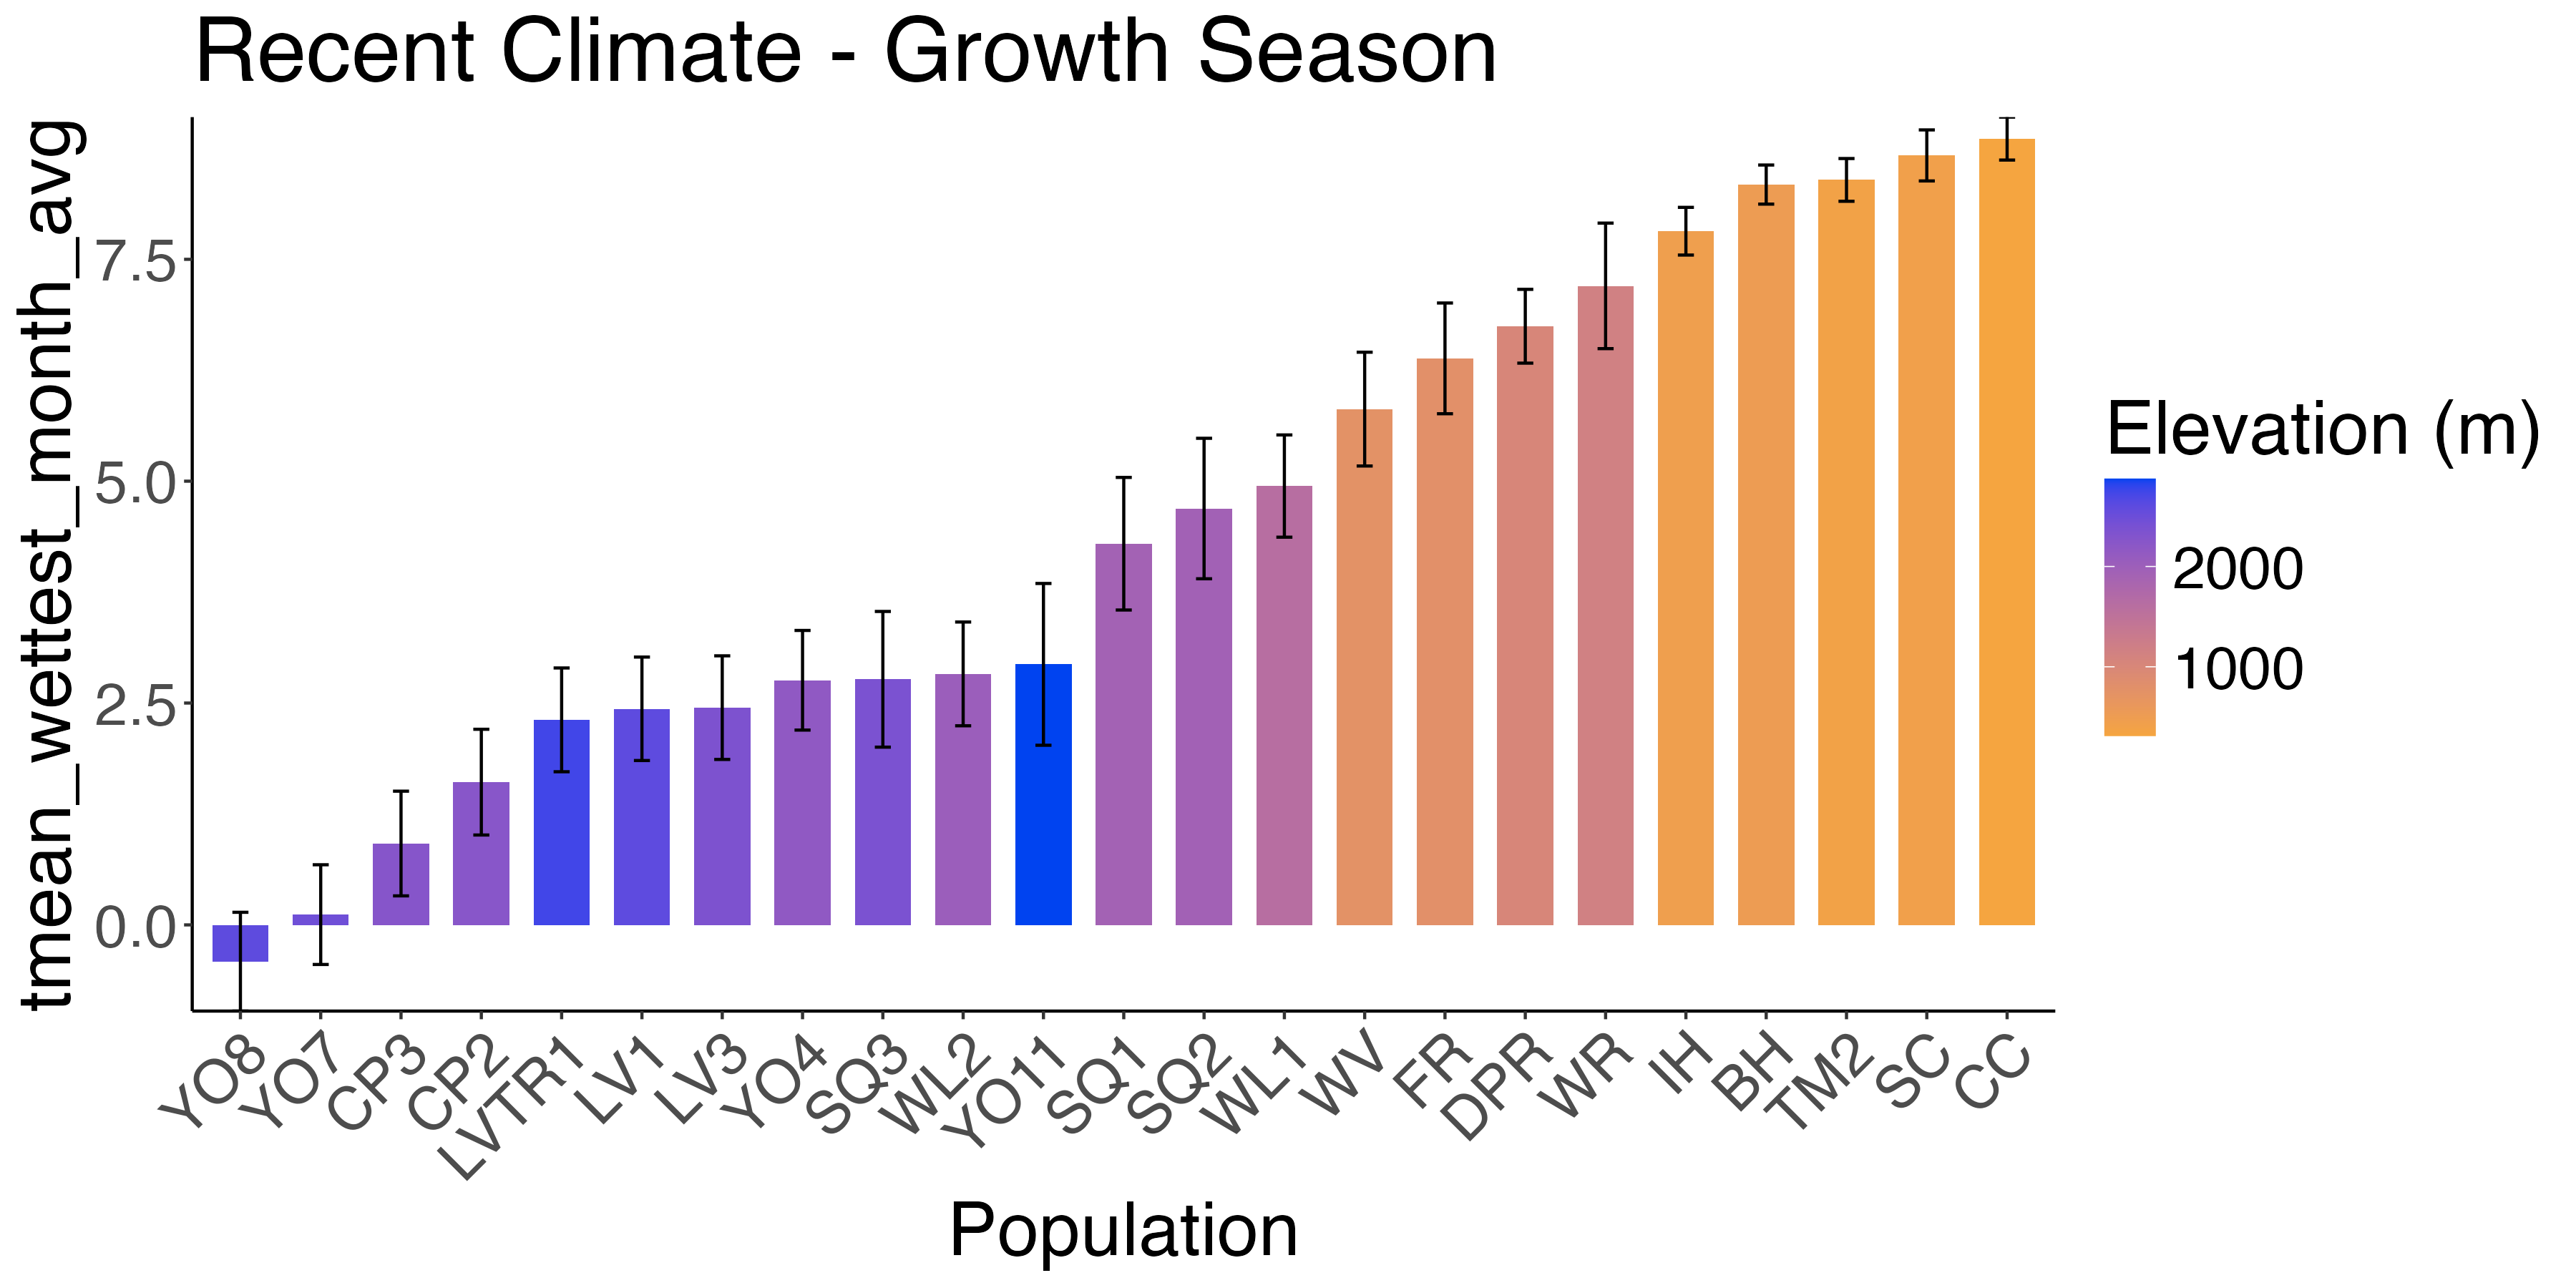 Recent Climate - Growth Season
tmean_wettest_month_avg
7.5
5.0
2.5
0.0
YO8
YO7
CP3
CP2
LVTR1
LV1
LV3
YO4
SQ3
WL2
YO11
SQ1
SQ2
WL1
WV
FR
DPR
WR
IH
BH
TM2
SC
CC
Population
Elevation (m)
2000
1000